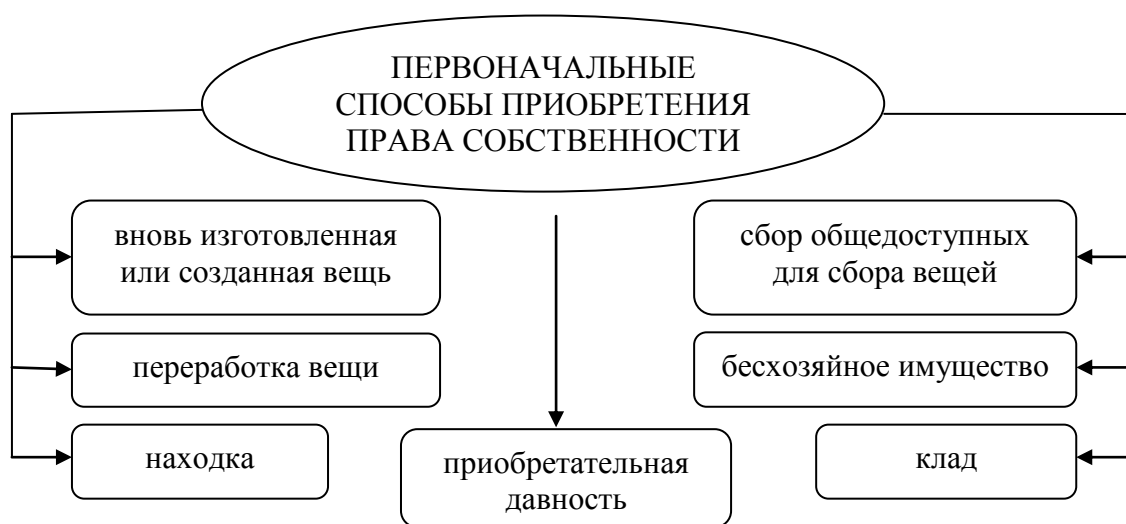 ПЕРВОНАЧАЛЬНЫЕ
СПОСОБЫ ПРИОБРЕТЕНИЯ
ПРАВА СОБСТВЕННОСТИ
вновь изготовленная
или созданная вещь
переработка вещи
находка
приобретательная
давность
сбор общедоступных
для сбора вещей
бесхозяйное имущество
клад